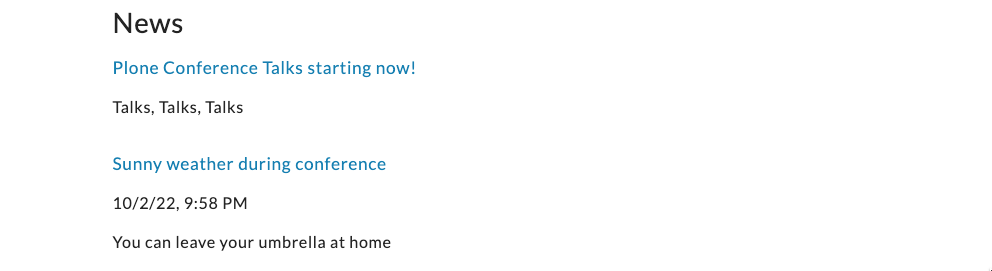 News
Plone Conference Talks starting now!
Talks, Talks, Talks
Sunny weather during conference
10/2/22, 9:58 PM
You can leave your umbrella at home